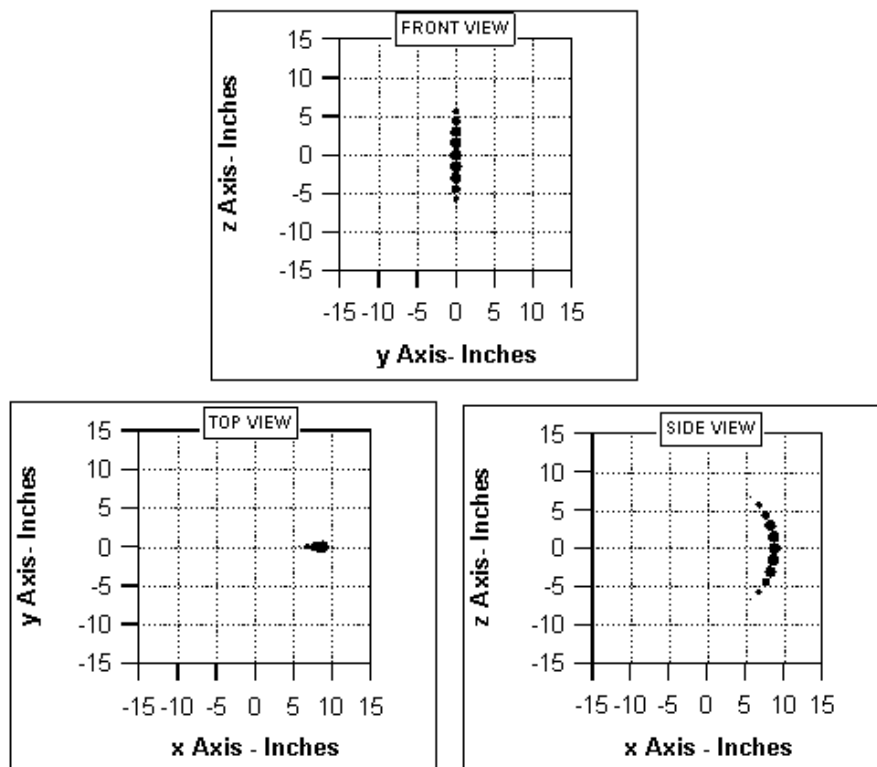 FRONT VIEW
z Axis- Inches
15
10
5
0
-5
-10
-15
-15 -10 -5 0 5 10 15
y Axis- Inches
TOP VIEW
y Axis- Inches
15
10
5
0
-5
-10
-15
-15 -10 -5 0 5 10 15
x Axis - Inches
SIDE VIEW
z Axis- Inches
15
10
5
0
-5
-10
-15
-15 -10 -5 0 5 10 15
x Axis - Inches